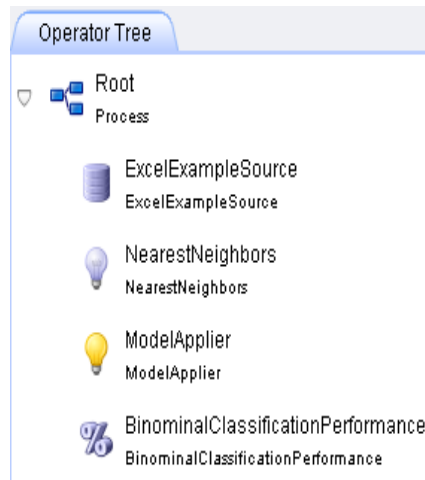 Operator Tree
Root
Process
ExcelExampleSource
ExcelExampleSource
NearestNeighbors
NearestNeighbors
ModelApplier
ModelApplier
BinominalClassificationPerformance
BinominalClassificationPerformance